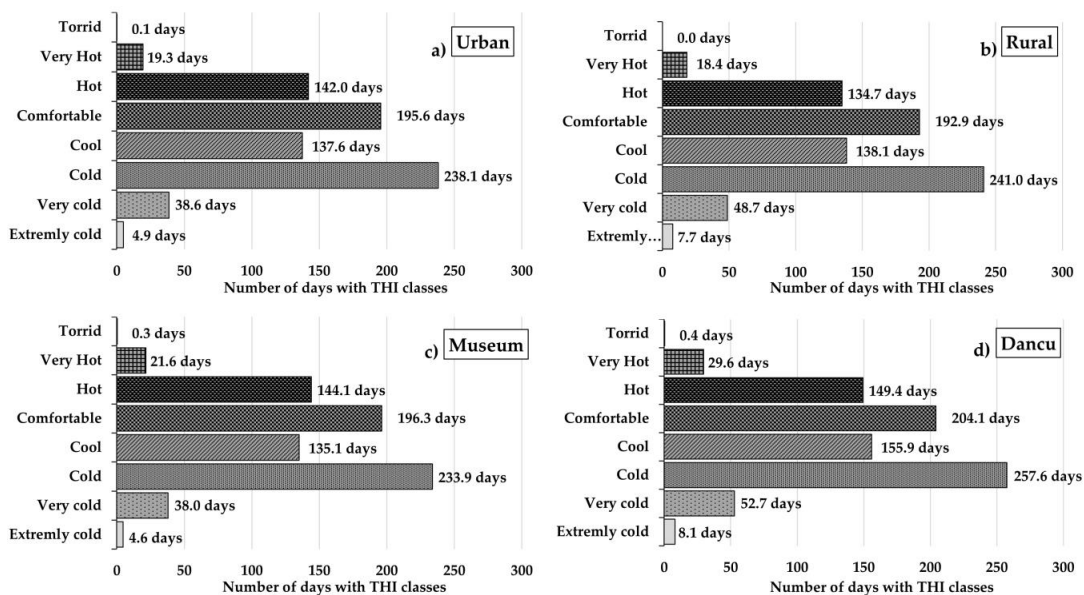 a) Urban
Torrid 0.1 days
Very Hot 19.3 days
Hot 142.0 days
Comfortable 195.6 days
Cool 137.6 days
Cold 238.1 days
Very cold 38.6 days
Extremly cold 4.9 days
0 50 100 150 200 250 300
Number of days with THI classes
b) Rural
Torrid 0.0 days
Very Hot 18.4 days
Hot 134.7 days
Comfortable 192.9 days
Cool 138.1 days
Cold 241.0 days
Very cold 48.7 days
Extremly... 7.7 days
0 50 100 150 200 250 300
Number of days with THI classes
c) Museum
Torrid 0.3 days
Very Hot 21.6 days
Hot 144.1 days
Comfortable 196.3 days
Cool 135.1 days
Cold 233.9 days
Very cold 38.0 days
Extremly cold 4.6 days
0 50 100 150 200 250 300
Number of days with THI classes
d) Dancu
Torrid 0.4 days
Very Hot 29.6 days
Hot 149.4 days
Comfortable 204.1 days
Cool 155.9 days
Cold 257.6 days
Very cold 52.7 days
Extremly cold 8.1 days
0 50 100 150 200 250 300
Number of days with THI classes